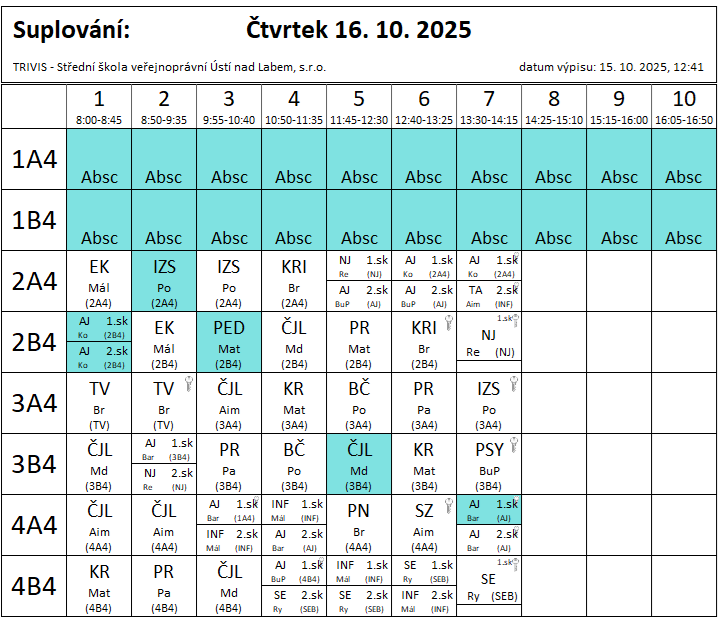 Suplování: Čtvrtek 16. 10. 2025
TRIVIS - Střední škola veřejnoprávní Ústí nad Labem, s.r.o. datum výpisu: 15. 10. 2025, 12:41
1 2 3 4 5 6 7 8 9 10
8:00-8:45 8:50-9:35 9:55-10:40 10:50-11:35 11:45-12:30 12:40-13:25 13:30-14:15 14:25-15:10 15:15-16:00 16:05-16:50
1A4 Absc Absc Absc Absc Absc Absc Absc Absc Absc Absc
1B4 Absc Absc Absc Absc Absc Absc Absc Absc Absc Absc
2A4
EK IZS IZS KRI NJ 1.sk AJ 1.sk AJ 1.sk
Re (NJ) Ko (2A4) Ko (2A4)
Mál Po Po Br AJ 2.sk AJ 2.sk TA 2.sk
(2A4) (2A4) (2A4) (2A4) BuP (AJ) BuP (AJ) Aim (INF)
2B4
AJ 1.sk EK PED ČJL PR KRI 1.sk
Ko (2B4) NJ
AJ 2.sk Mál Mat Md Mat Br Re (NJ)
Ko (2B4) (2B4) (2B4) (2B4) (2B4) (2B4)
3A4
TV TV ČJL KR BČ PR IZS
Br Br Aim Mat Po Pa Po
(TV) (TV) (3A4) (3A4) (3A4) (3A4) (3A4)
3B4
ČJL AJ 1.sk PR BČ ČJL KR PSY
Bar (3B4)
Md NJ 2.sk Pa Po Md Mat BuP
(3B4) Re (NJ) (3B4) (3B4) (3B4) (3B4) (3B4)
4A4
ČJL ČJL AJ 1.sk INF 1.sk PN SZ AJ 1.sk
Bar (1A4) Mál (INF) Bar (AJ)
Aim Aim INF 2.sk AJ 2.sk Br Aim AJ 2.sk
(4A4) (4A4) Mál (INF) Bar (AJ) (4A4) (4A4) Bar (AJ)
4B4
KR PR ČJL AJ 1.sk INF 1.sk SE 1.sk 1.sk
BuP (4B4) Mál (INF) Ry (SEB) SE
Mat Pa Md SE 2.sk SE 2.sk INF 2.sk Ry (SEB)
(4B4) (4B4) (4B4) Ry (SEB) Ry (SEB) Mál (INF)